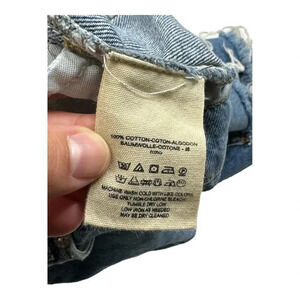 100% COTTON-COTON-ALGODON
BAUMWOLLE-COTONE-
MACHINE WASH COLD WITH LIKE COLORS
USE ONLY NON-CHLORINE BLEACH
TUMBLE DRY LOW
LOW IRON AS NEEDED
MAY BE DRY CLEANED